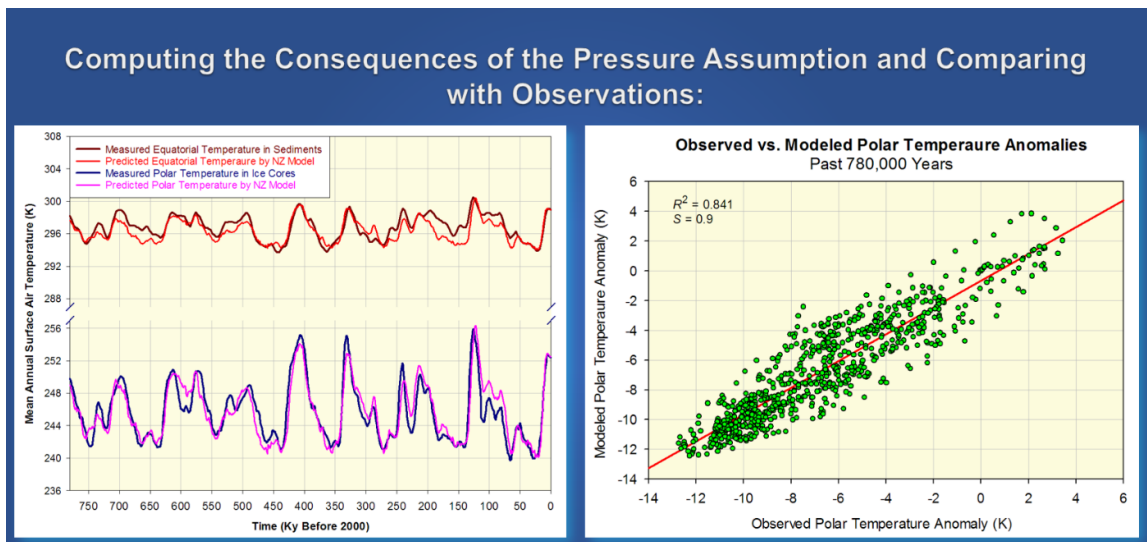 Computing the Consequences of the Pressure Assumption and Comparing
with Observations:
308
304
300
296
292
288
256
252
248
244
240
236
Mean Annual Surface Air Temperature (K)
Measured Equatorial Temperature in Sediments
Predicted Equatorial Temperaure by NZ Model
Measured Polar Temperature in Ice Cores
Predicted Polar Temperature by NZ Model
750 700 650 600 550 500 450 400 350 300 250 200 150 100 50 0
Time (Ky Before 2000)
Observed vs. Modeled Polar Temperaure Anomalies
Past 780,000 Years
R² = 0.841
S = 0.9
6
4
2
0
-2
-4
-6
-8
-10
-12
-14
Modeled Polar Temperaure Anomaly (K)
-14 -12 -10 -8 -6 -4 -2 0 2 4 6
Observed Polar Temperature Anomaly (K)